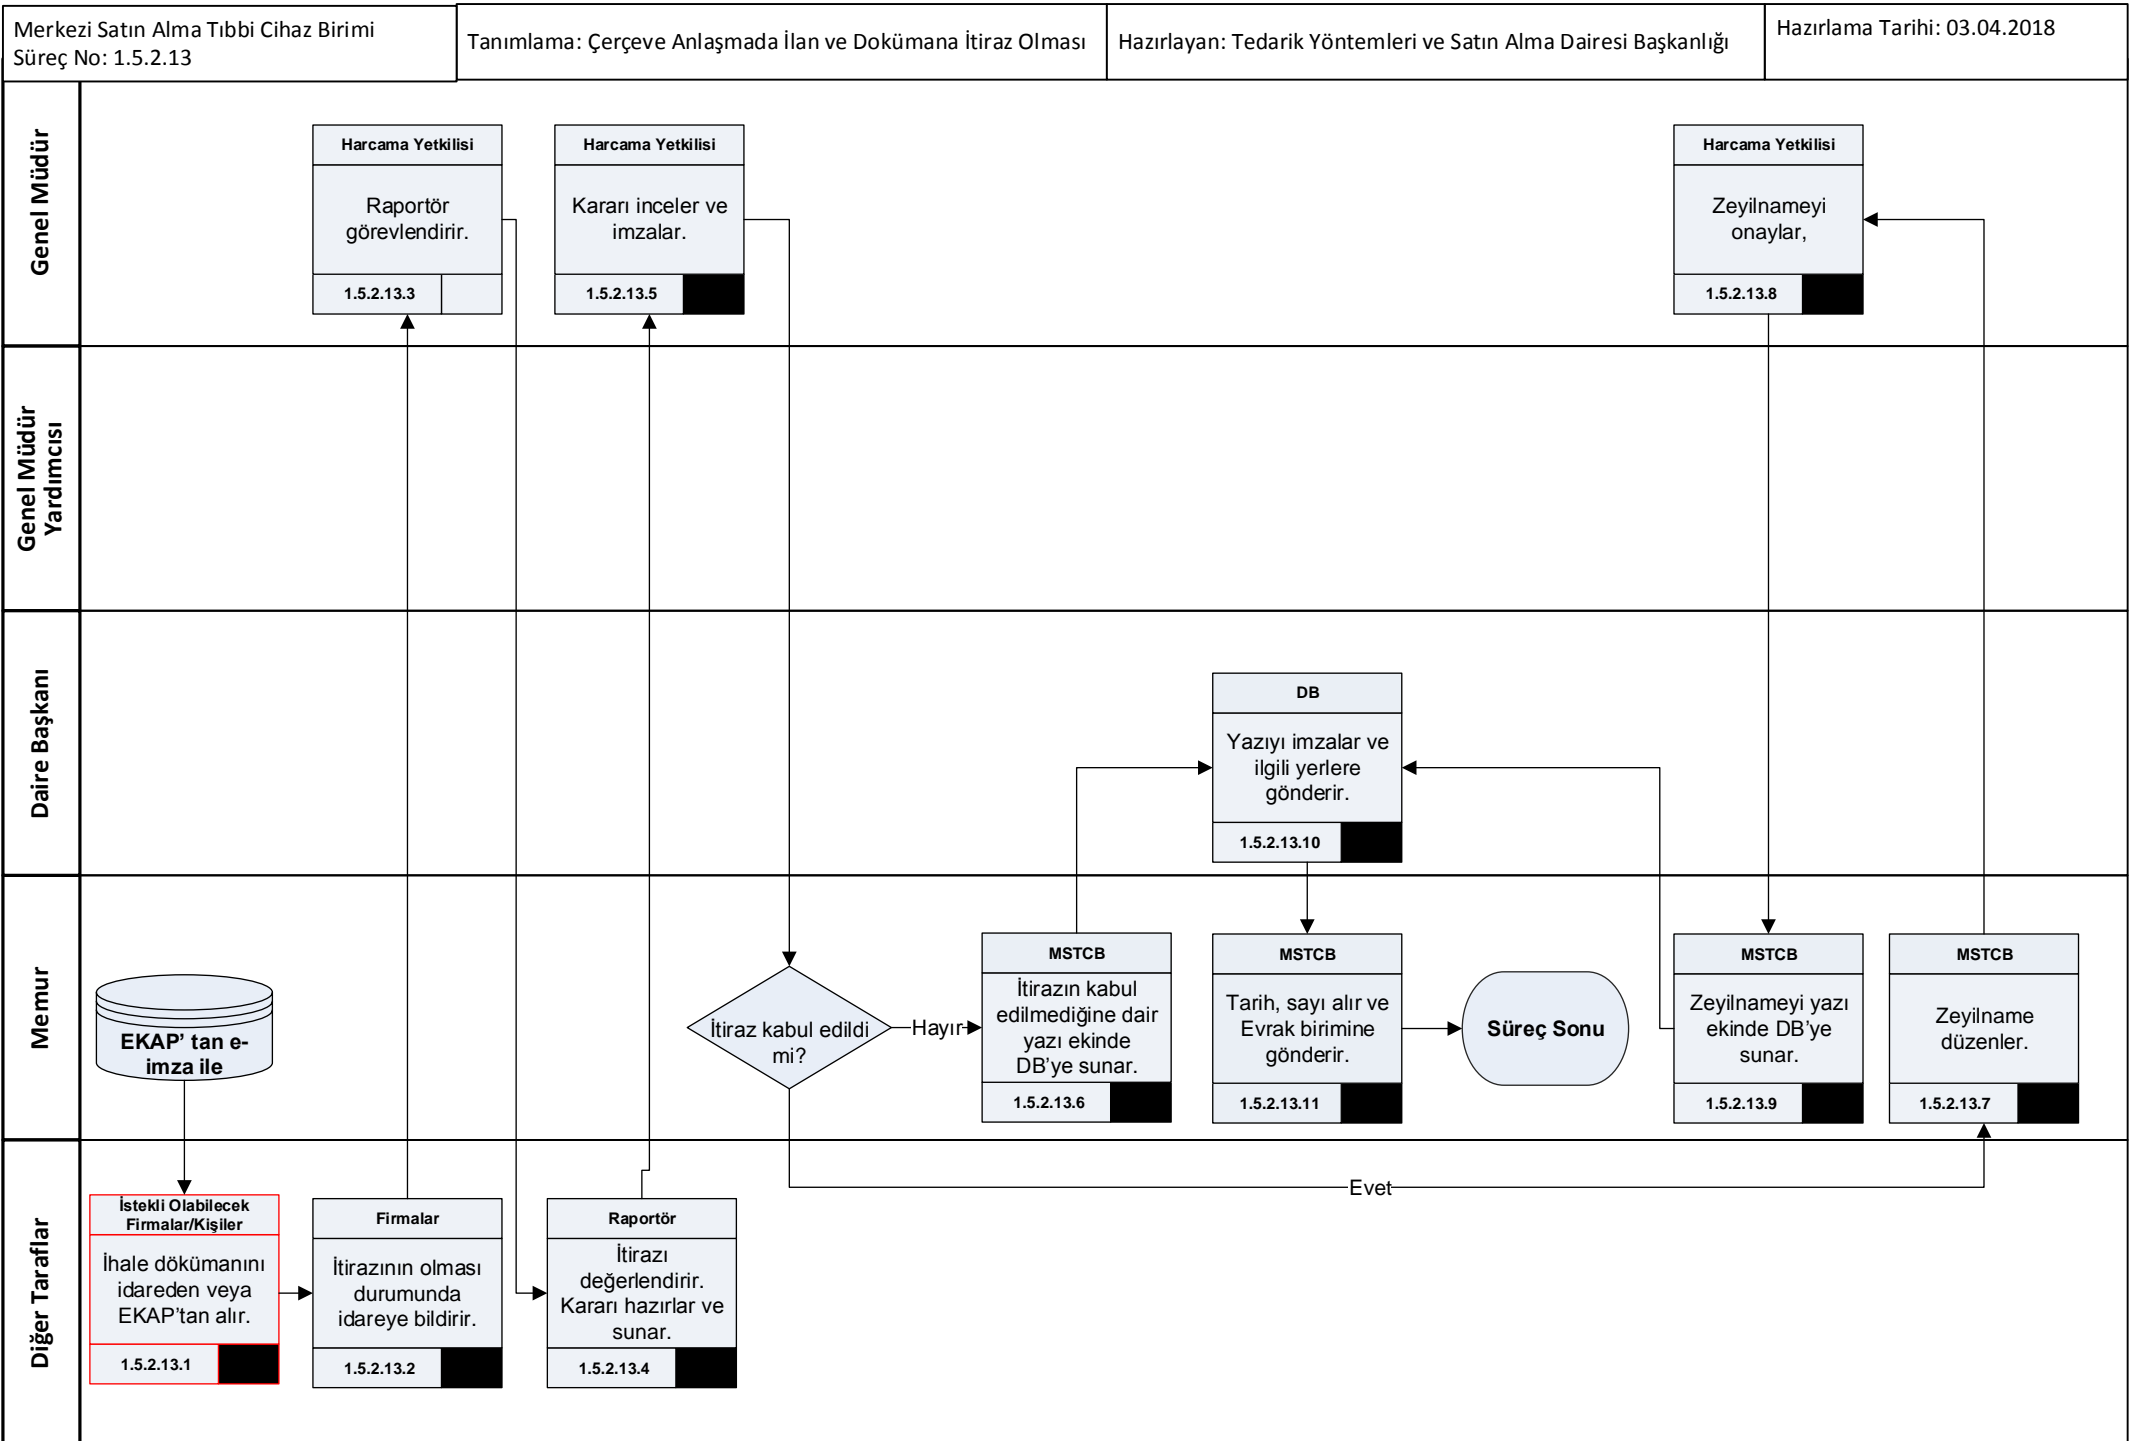 Merkezi Satın Alma Tıbbi Cihaz Birimi
Süreç No: 1.5.2.13
Tanımlama: Çerçeve Anlaşmada İlan ve Dokümana İtiraz Olması
Hazırlayan: Tedarik Yöntemleri ve Satın Alma Dairesi Başkanlığı
Hazırlama Tarihi: 03.04.2018
Genel Müdür
Harcama Yetkilisi
Raportör
görevlendirir.
1.5.2.13.3
Harcama Yetkilisi
Kararı inceler ve
imzalar.
1.5.2.13.5
Harcama Yetkilisi
Zeyilnameyi
onaylar,
1.5.2.13.8
Genel Müdür
Yardımcısı
Daire Başkanı
DB
Yazıyı imzalar ve
ilgili yerlere
gönderir.
1.5.2.13.10
Memur
EKAP' tan e-
imza ile
İtiraz kabul edildi
mi?
Hayır
MSTCB
İtirazın kabul
edilmediğine dair
yazı ekinde
DB'ye sunar.
1.5.2.13.6
MSTCB
Tarih, sayı alır ve
Evrak birimine
gönderir.
1.5.2.13.11
Süreç Sonu
MSTCB
Zeyilnameyi yazı
ekinde DB'ye
sunar.
1.5.2.13.9
MSTCB
Zeyilname
düzenler.
1.5.2.13.7
Diğer Taraflar
İstekli Olabilecek
Firmalar/Kişiler
İhale dökümanını
idareden veya
EKAP'tan alır.
1.5.2.13.1
Firmalar
İtirazının olması
durumunda
idareye bildirir.
1.5.2.13.2
Raportör
İtirazı
değerlendirir.
Kararı hazırlar ve
sunar.
1.5.2.13.4
Evet